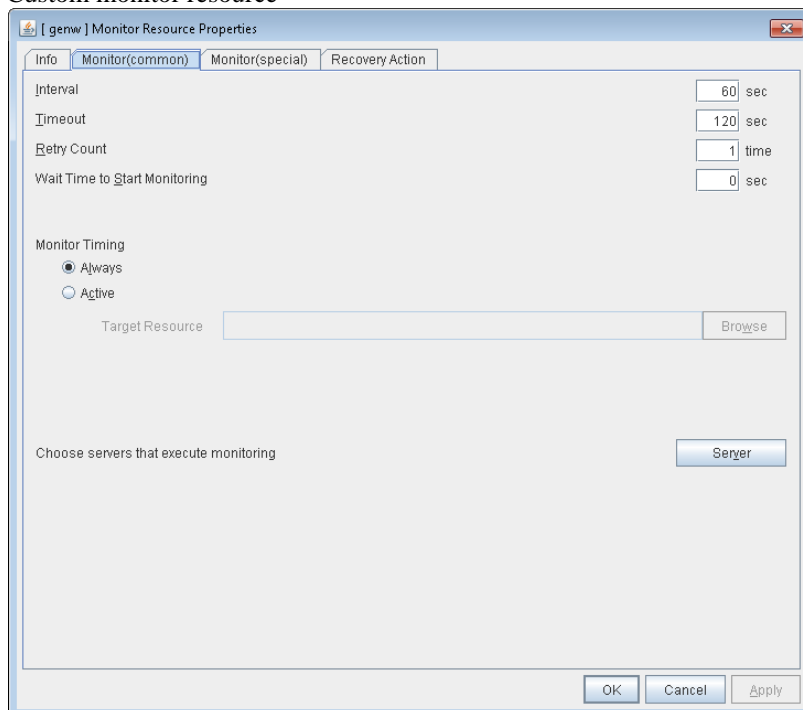 Custom monitor resource
[ genw ] Monitor Resource Properties
Info Monitor(common) Monitor(special) Recovery Action
Interval 60 sec
Timeout 120 sec
Retry Count 1 time
Wait Time to Start Monitoring 0 sec
Monitor Timing
Always
Active
Target Resource Browse
Choose servers that execute monitoring Server
OK Cancel Apply